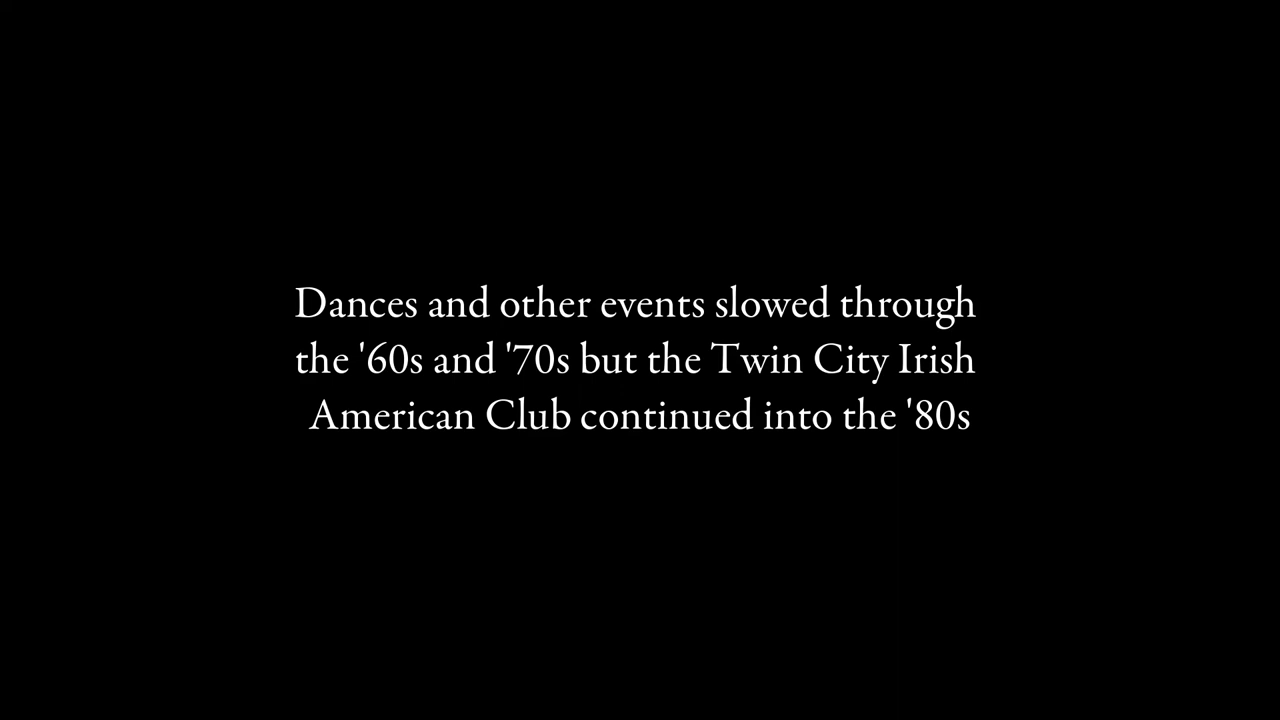 Dances and other events slowed through
the '60s and '70s but the Twin City Irish
American Club continued into the '80s